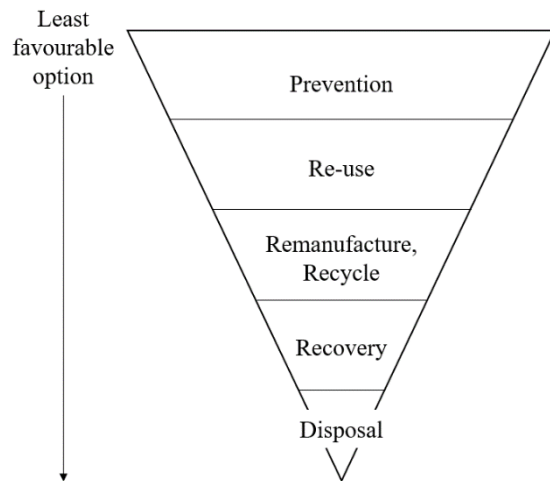 Least
favourable
option
Prevention
Re-use
Remanufacture,
Recycle
Recovery
Disposal